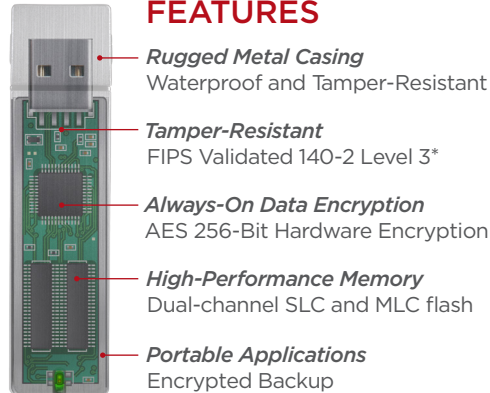 FEATURES
Rugged Metal Casing
Waterproof and Tamper-Resistant
Tamper-Resistant
FIPS Validated 140-2 Level 3*
Always-On Data Encryption
AES 256-Bit Hardware Encryption
High-Performance Memory
Dual-channel SLC and MLC flash
Portable Applications
Encrypted Backup